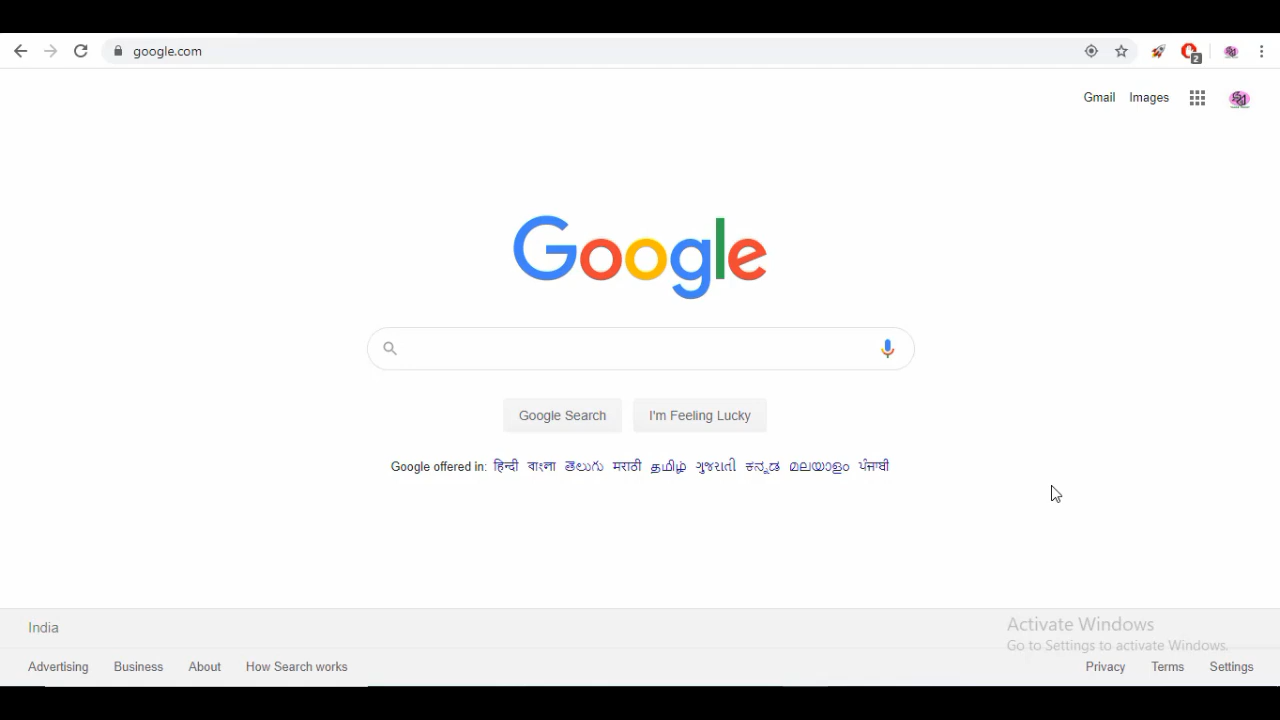 google.com
2
Gmail Images
Google
Google Search I'm Feeling Lucky
Google offered in: हिन्दी বাংলা తెలుగు मराठी தமிழ் ગુજરાતી ಕನ್ನಡ മലയാളം ਪੰਜਾਬੀ
India
Activate Windows
Go to Settings to activate Windows.
Advertising Business About How Search works Privacy Terms Settings